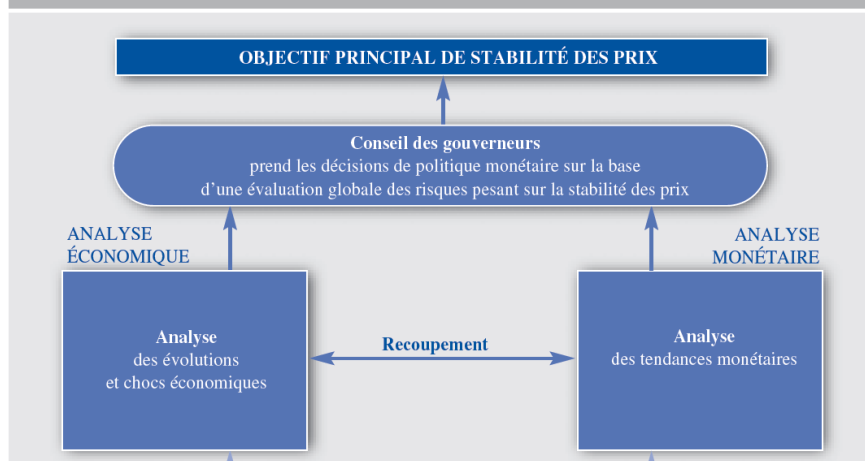 OBJECTIF PRINCIPAL DE STABILITÉ DES PRIX
Conseil des gouverneurs
prend les décisions de politique monétaire sur la base
d'une évaluation globale des risques pesant sur la stabilité des prix
ANALYSE
ÉCONOMIQUE
ANALYSE
MONÉTAIRE
Analyse
des évolutions
et chocs économiques
Recoupement
Analyse
des tendances monétaires